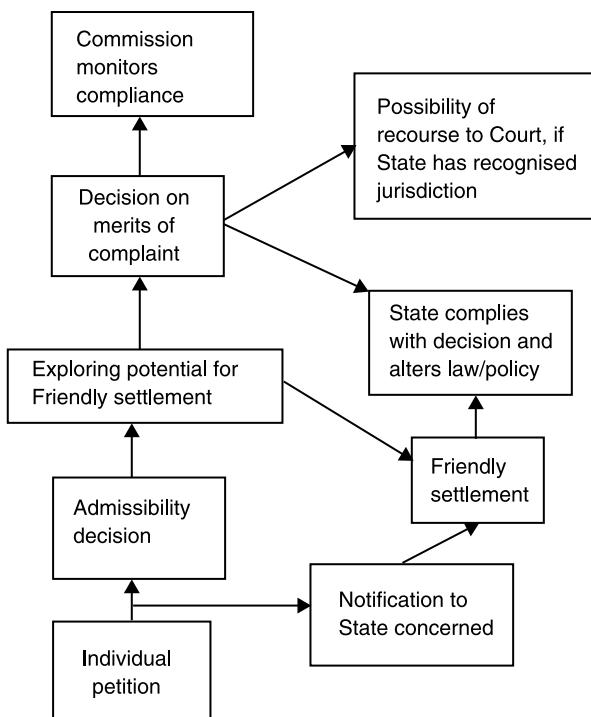 Commission
monitors
compliance
Possibility of
recourse to Court, if
State has recognised
jurisdiction
Decision on
merits of
complaint
State complies
with decision and
alters law/policy
Exploring potential for
Friendly settlement
Friendly
settlement
Admissibility
decision
Notification to
State concerned
Individual
petition